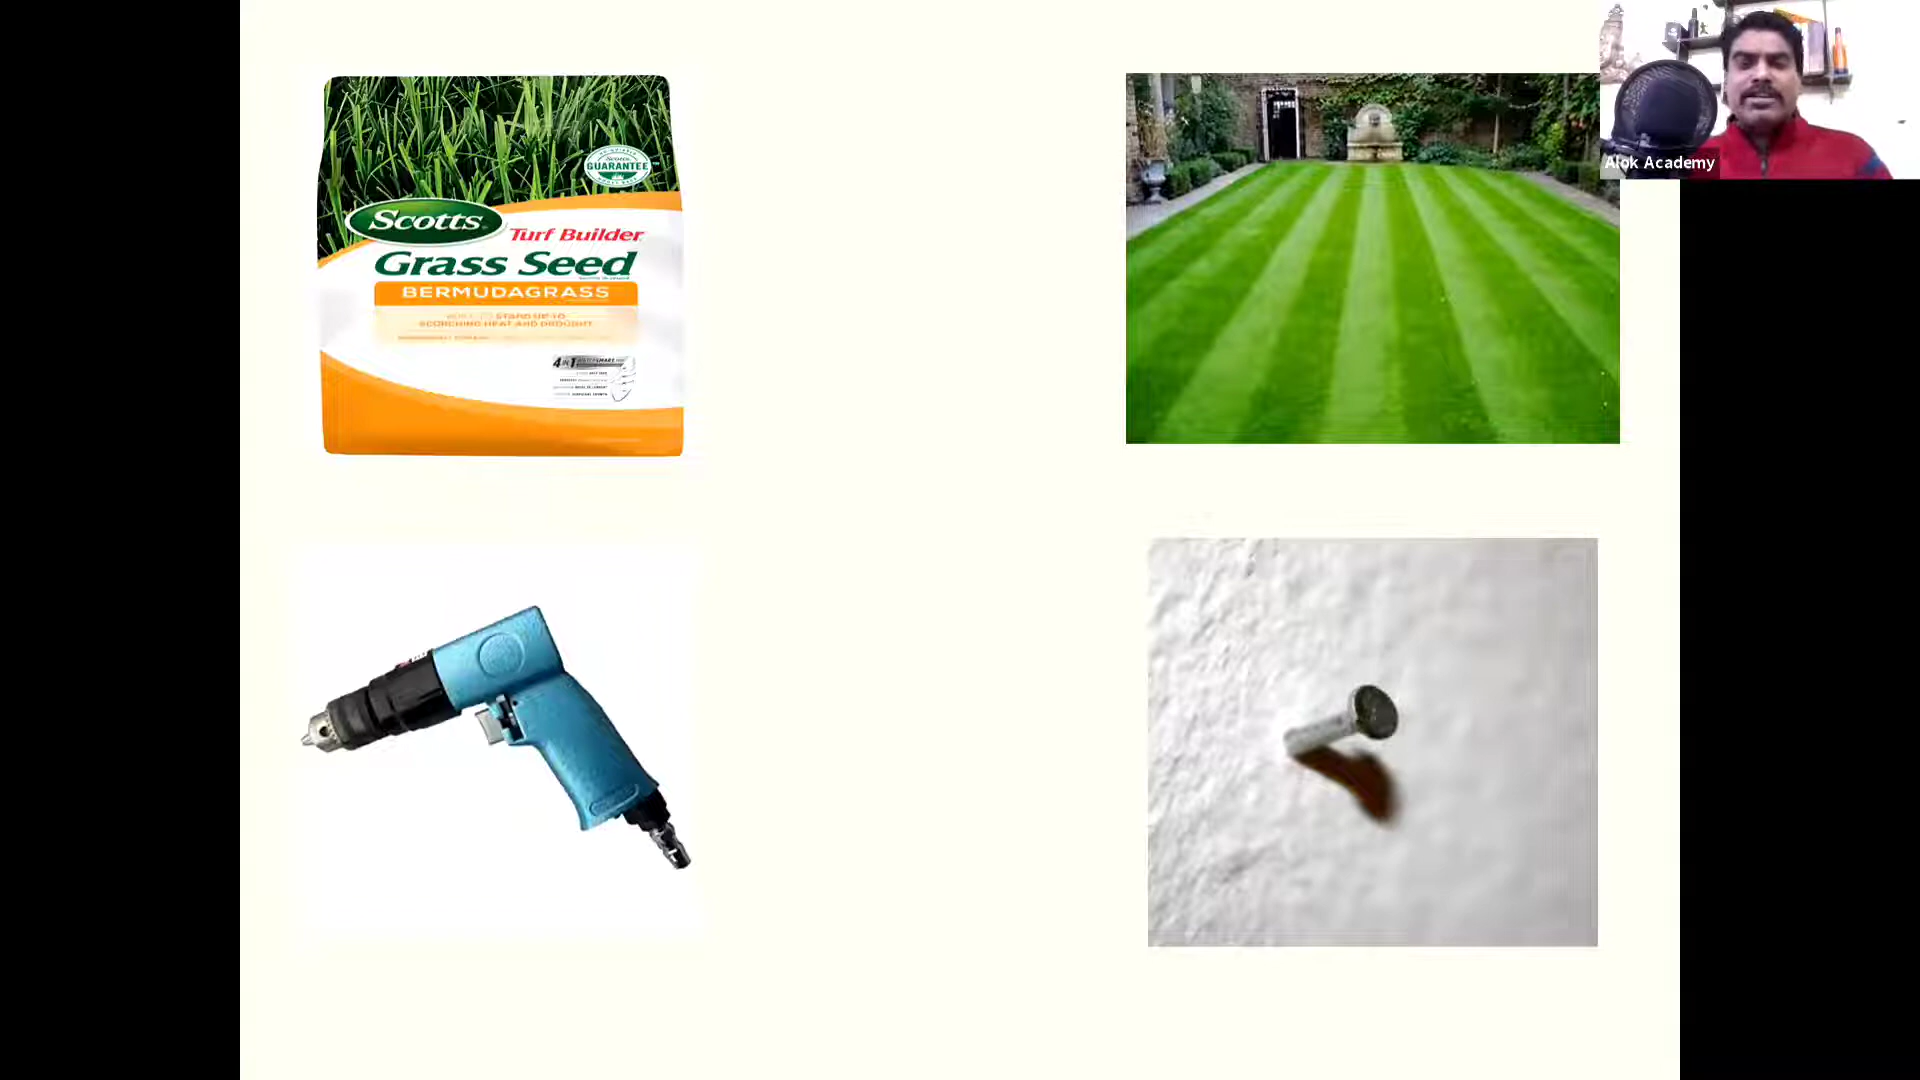 Scotts
GUARANTEE
Scotts
Turf Builder
Grass Seed
BERMUDAGRASS
STAND UP TO
SCORCHING HEAT AND DROUGHT
4 IN 1
Alok Academy